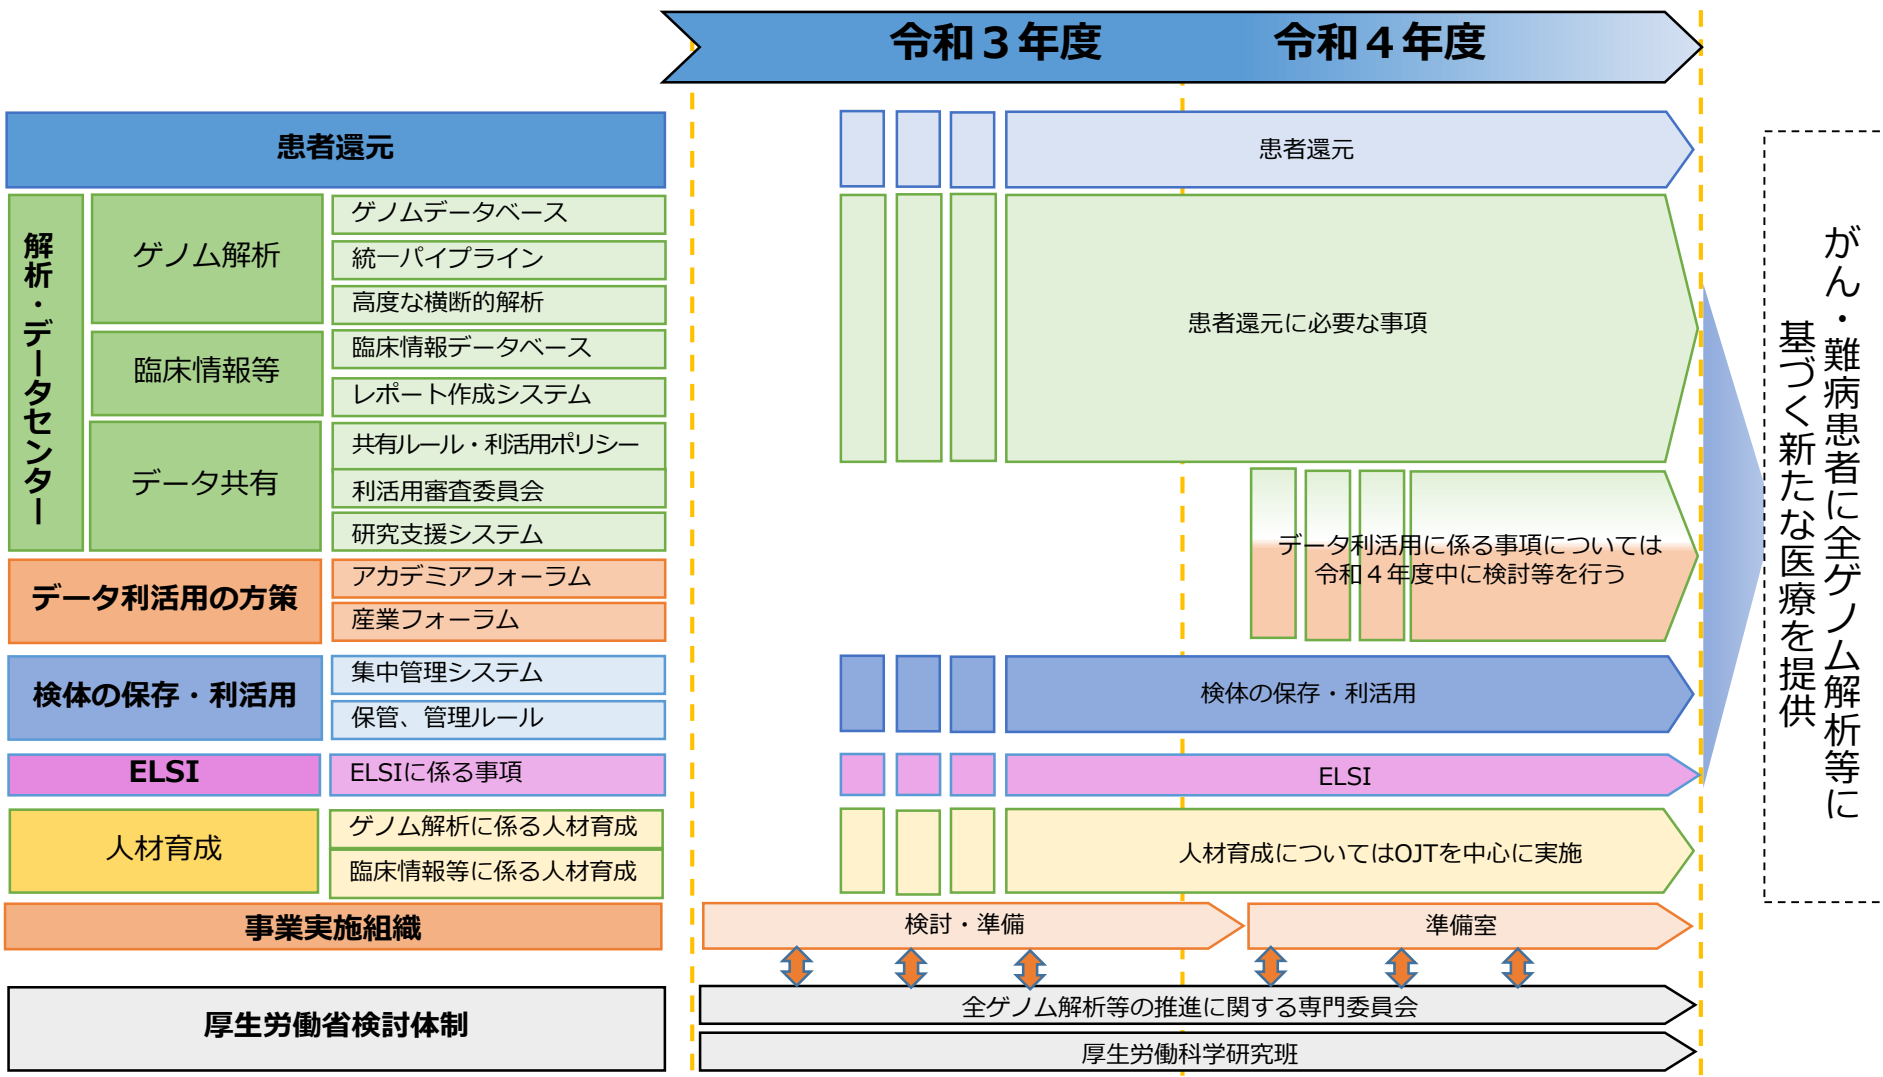 令和３年度
令和４年度
患者還元
患者還元
解析・データセンター
ゲノム解析
ゲノムデータベース
統一パイプライン
高度な横断的解析
臨床情報等
臨床情報データベース
レポート作成システム
データ共有
共有ルール・利活用ポリシー
利活用審査委員会
研究支援システム
患者還元に必要な事項
データ利活用に係る事項については
令和４年度中に検討等を行う
データ利活用の方策
アカデミアフォーラム
産業フォーラム
検体の保存・利活用
集中管理システム
保管、管理ルール
検体の保存・利活用
ELSI
ELSIに係る事項
ELSI
人材育成
ゲノム解析に係る人材育成
臨床情報等に係る人材育成
人材育成についてはOJTを中心に実施
事業実施組織
検討・準備
準備室
厚生労働省検討体制
全ゲノム解析等の推進に関する専門委員会
厚生労働科学研究班
がん・難病患者に全ゲノム解析等に
基づく新たな医療を提供